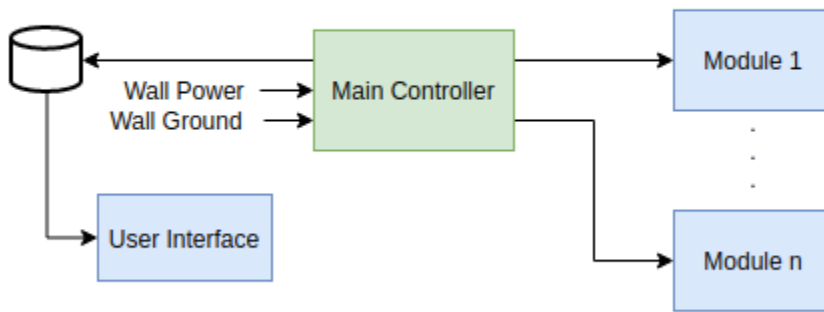 Module 1
Wall Power
Main Controller
Wall Ground
User Interface
Module n